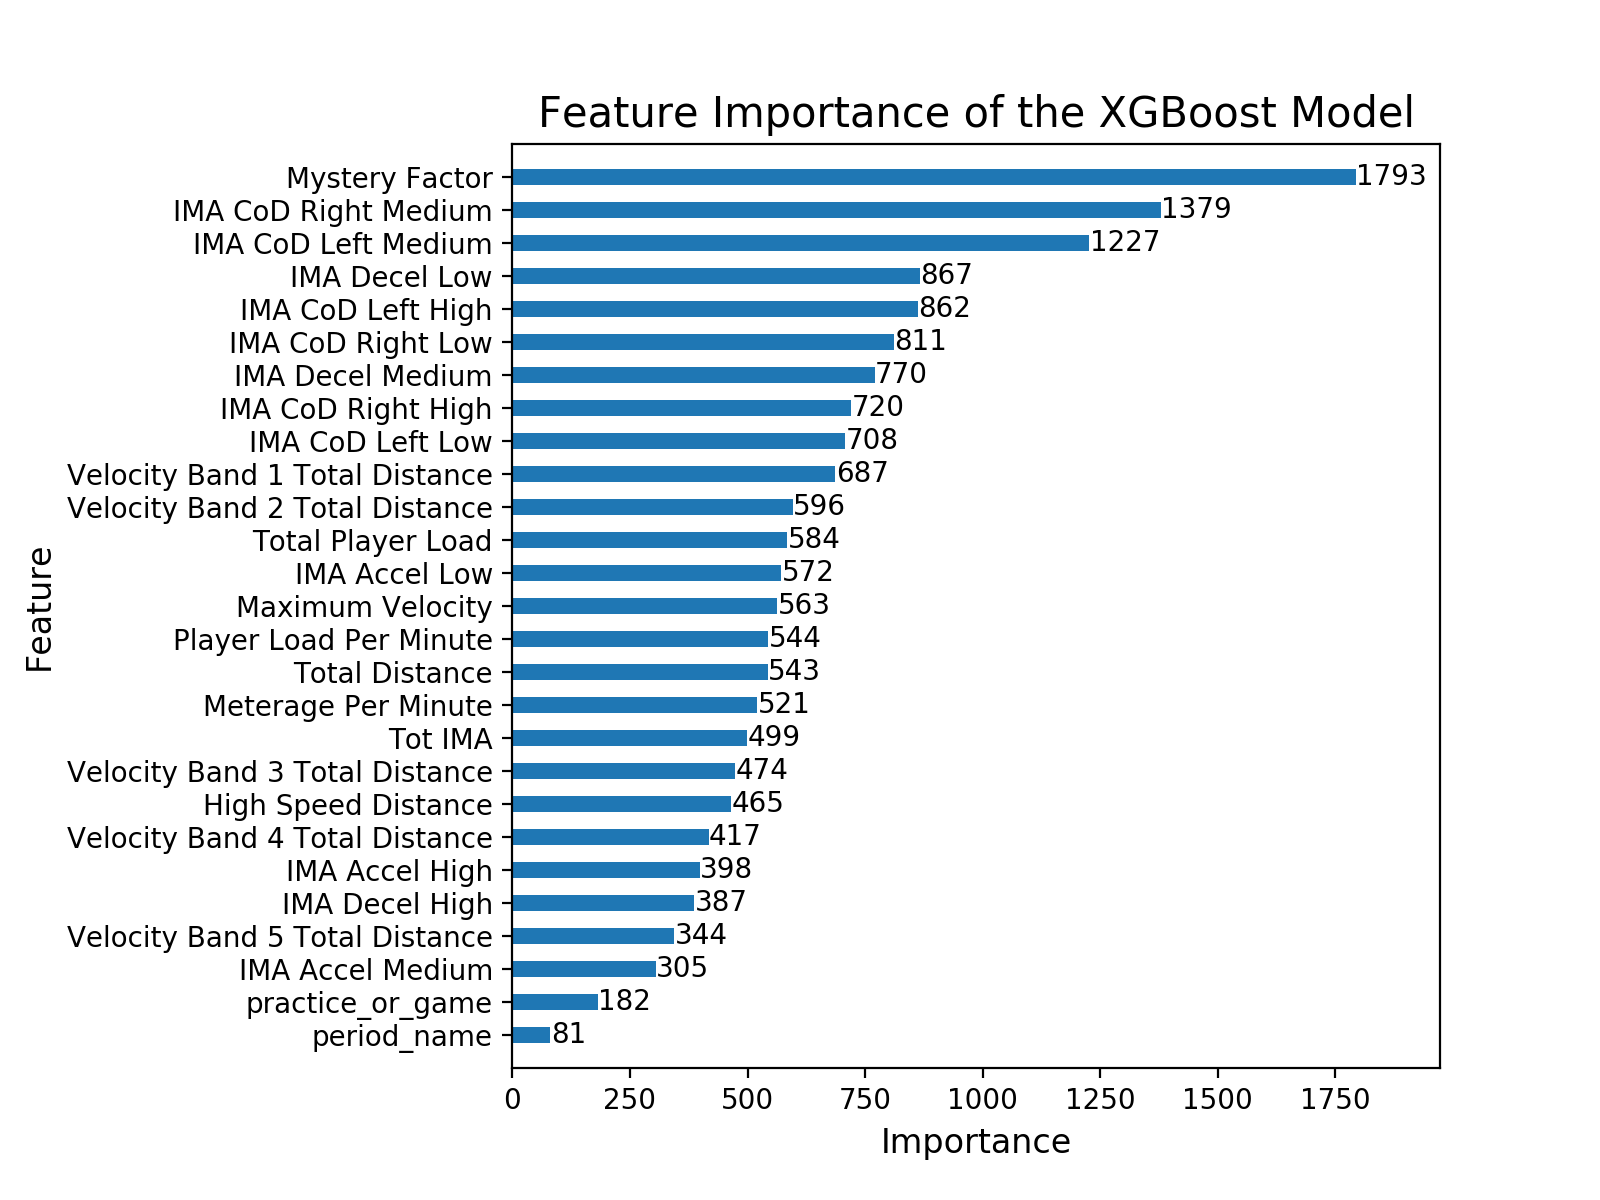 Feature Importance of the XGBoost Model
Mystery Factor 1793
IMA CoD Right Medium 1379
IMA CoD Left Medium 1227
IMA Decel Low 867
IMA CoD Left High 862
IMA CoD Right Low 811
IMA Decel Medium 770
IMA CoD Right High 720
IMA CoD Left Low 708
Velocity Band 1 Total Distance 687
Velocity Band 2 Total Distance 596
Total Player Load 584
IMA Accel Low 572
Maximum Velocity 563
Player Load Per Minute 544
Total Distance 543
Meterage Per Minute 521
Tot IMA 499
Velocity Band 3 Total Distance 474
High Speed Distance 465
Velocity Band 4 Total Distance 417
IMA Accel High 398
IMA Decel High 387
Velocity Band 5 Total Distance 344
IMA Accel Medium 305
practice_or_game 182
period_name 81
Feature
0 250 500 750 1000 1250 1500 1750
Importance